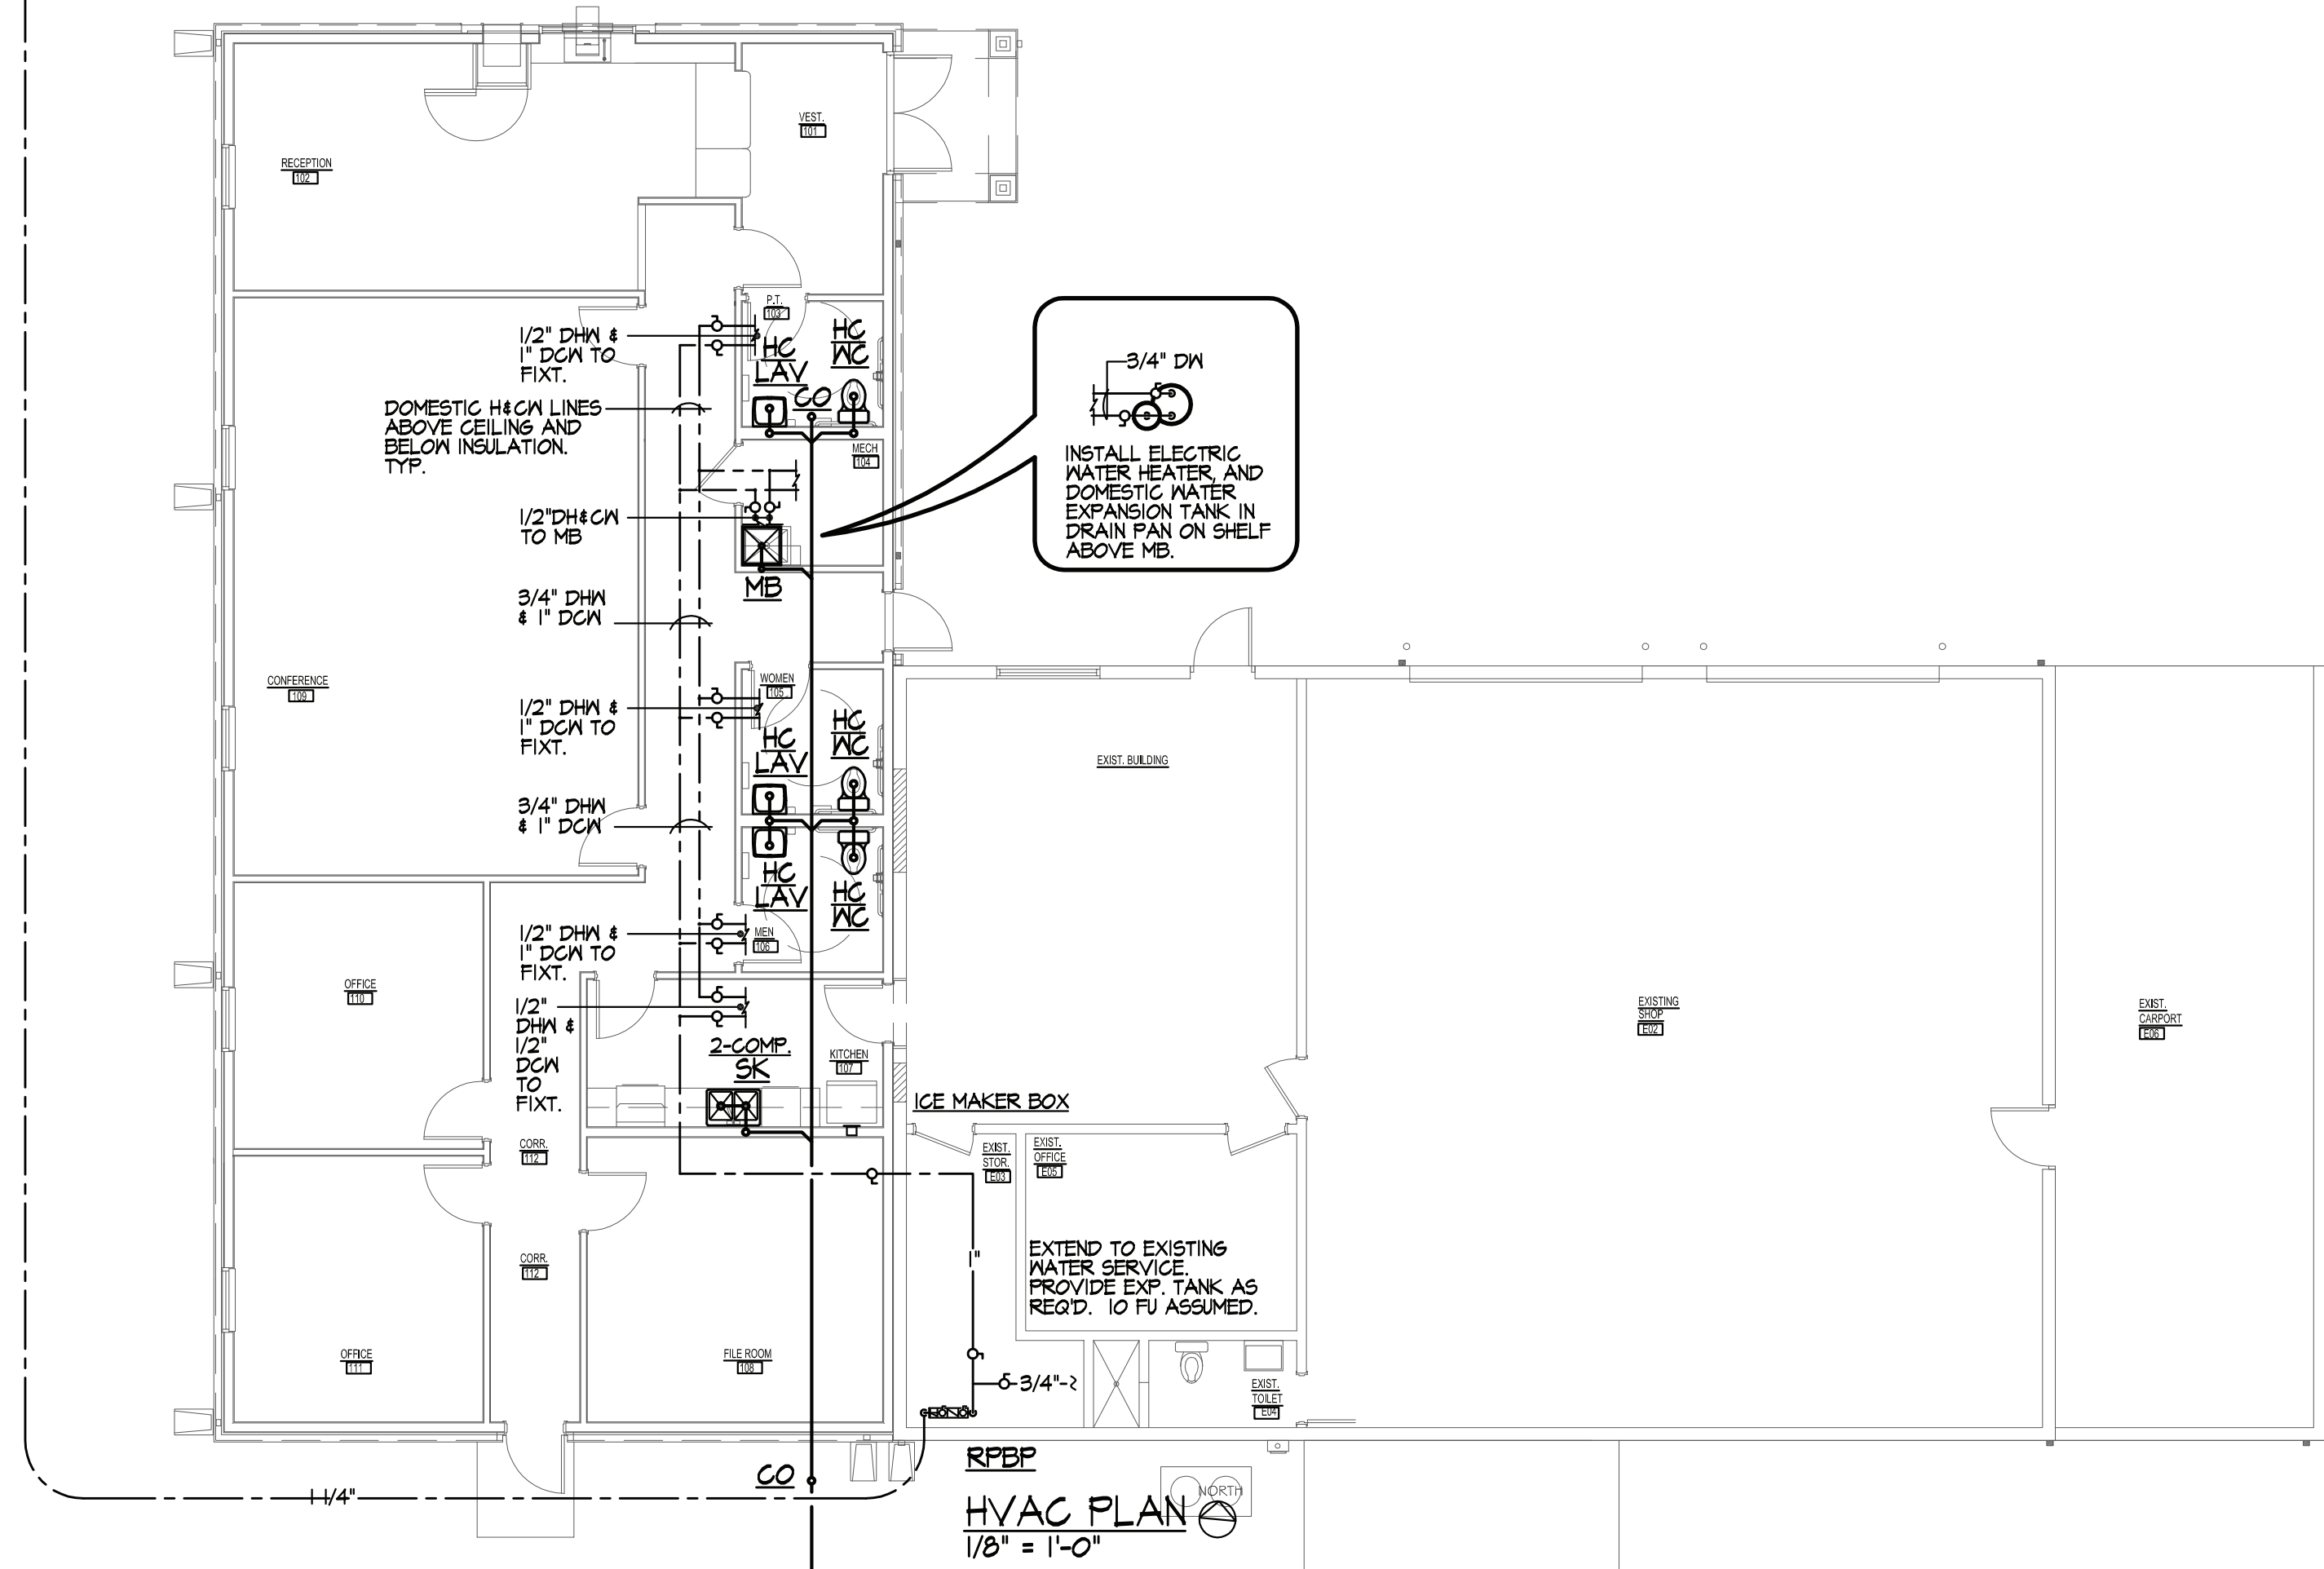 VEST.
101
RECEPTION
102
P.T.
103
HC
WC
HC
LAV
CO
1/2" DHW &
1" DCW TO
FIXT.
DOMESTIC H&CW LINES
ABOVE CEILING AND
BELOW INSULATION.
TYP.
MECH
104
3/4" DW
INSTALL ELECTRIC
WATER HEATER, AND
DOMESTIC WATER
EXPANSION TANK IN
DRAIN PAN ON SHELF
ABOVE MB.
1/2"DH&CW
TO MB
MB
3/4" DHW
& 1" DCW
CONFERENCE
109
WOMEN
105
1/2" DHW &
1" DCW TO
FIXT.
HC
WC
HC
LAV
EXIST. BUILDING
3/4" DHW
& 1" DCW
HC
LAV
HC
WC
1/2" DHW &
1" DCW TO
FIXT.
MEN
106
OFFICE
110
1/2"
DHW &
1/2"
DCW
TO
FIXT.
2-COMP.
SK
KITCHEN
107
EXISTING
SHOP
E02
EXIST.
CARPORT
E06
ICE MAKER BOX
CORR.
112
EXIST.
STOR.
E03
EXIST.
OFFICE
E05
CORR.
112
1"
EXTEND TO EXISTING
WATER SERVICE.
PROVIDE EXP. TANK AS
REQ'D. 10 FU ASSUMED.
OFFICE
111
FILE ROOM
108
3/4"
EXIST.
TOILET
E04
RPBP
CO
1 1/4"
HVAC PLAN
NORTH
1/8" = 1'-0"